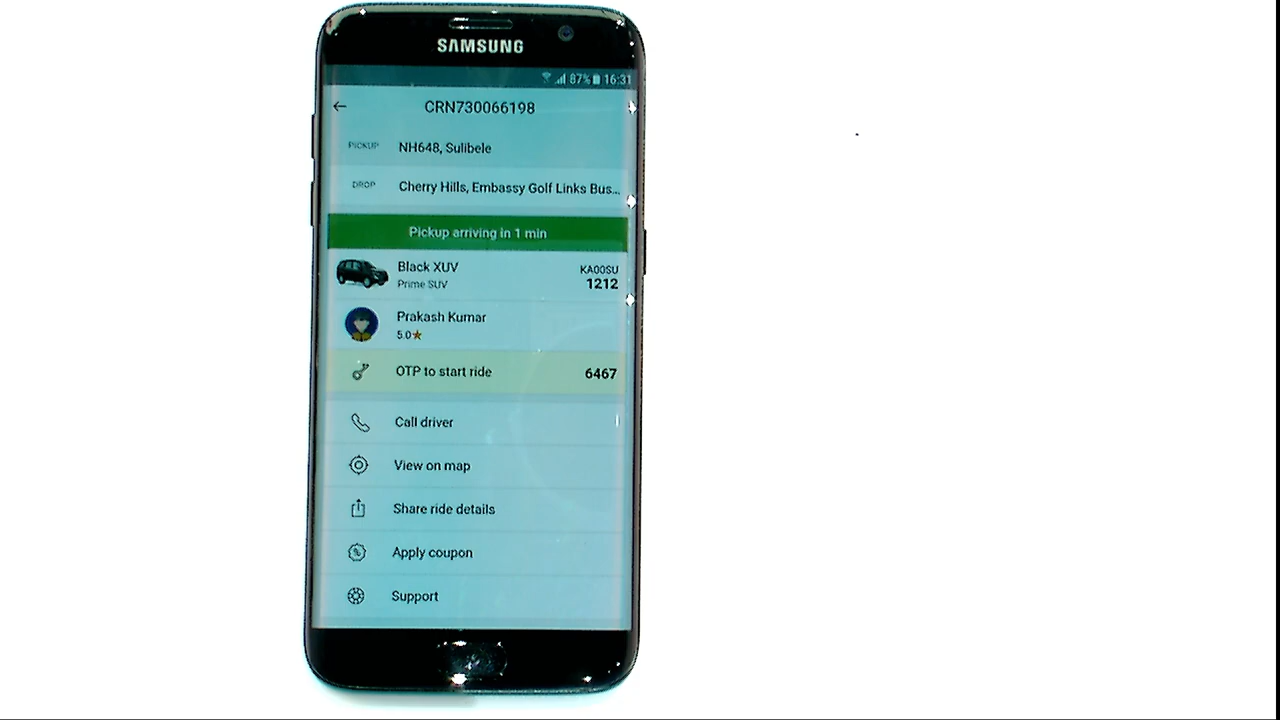 SAMSUNG
87% 16:31
CRN730066198
PICKUP NH648, Sulibele
DROP Cherry Hills, Embassy Golf Links Bus...
Pickup arriving in 1 min
Black XUV KA00SU
Prime SUV 1212
Prakash Kumar
5.0★
OTP to start ride 6467
Call driver
View on map
Share ride details
Apply coupon
Support